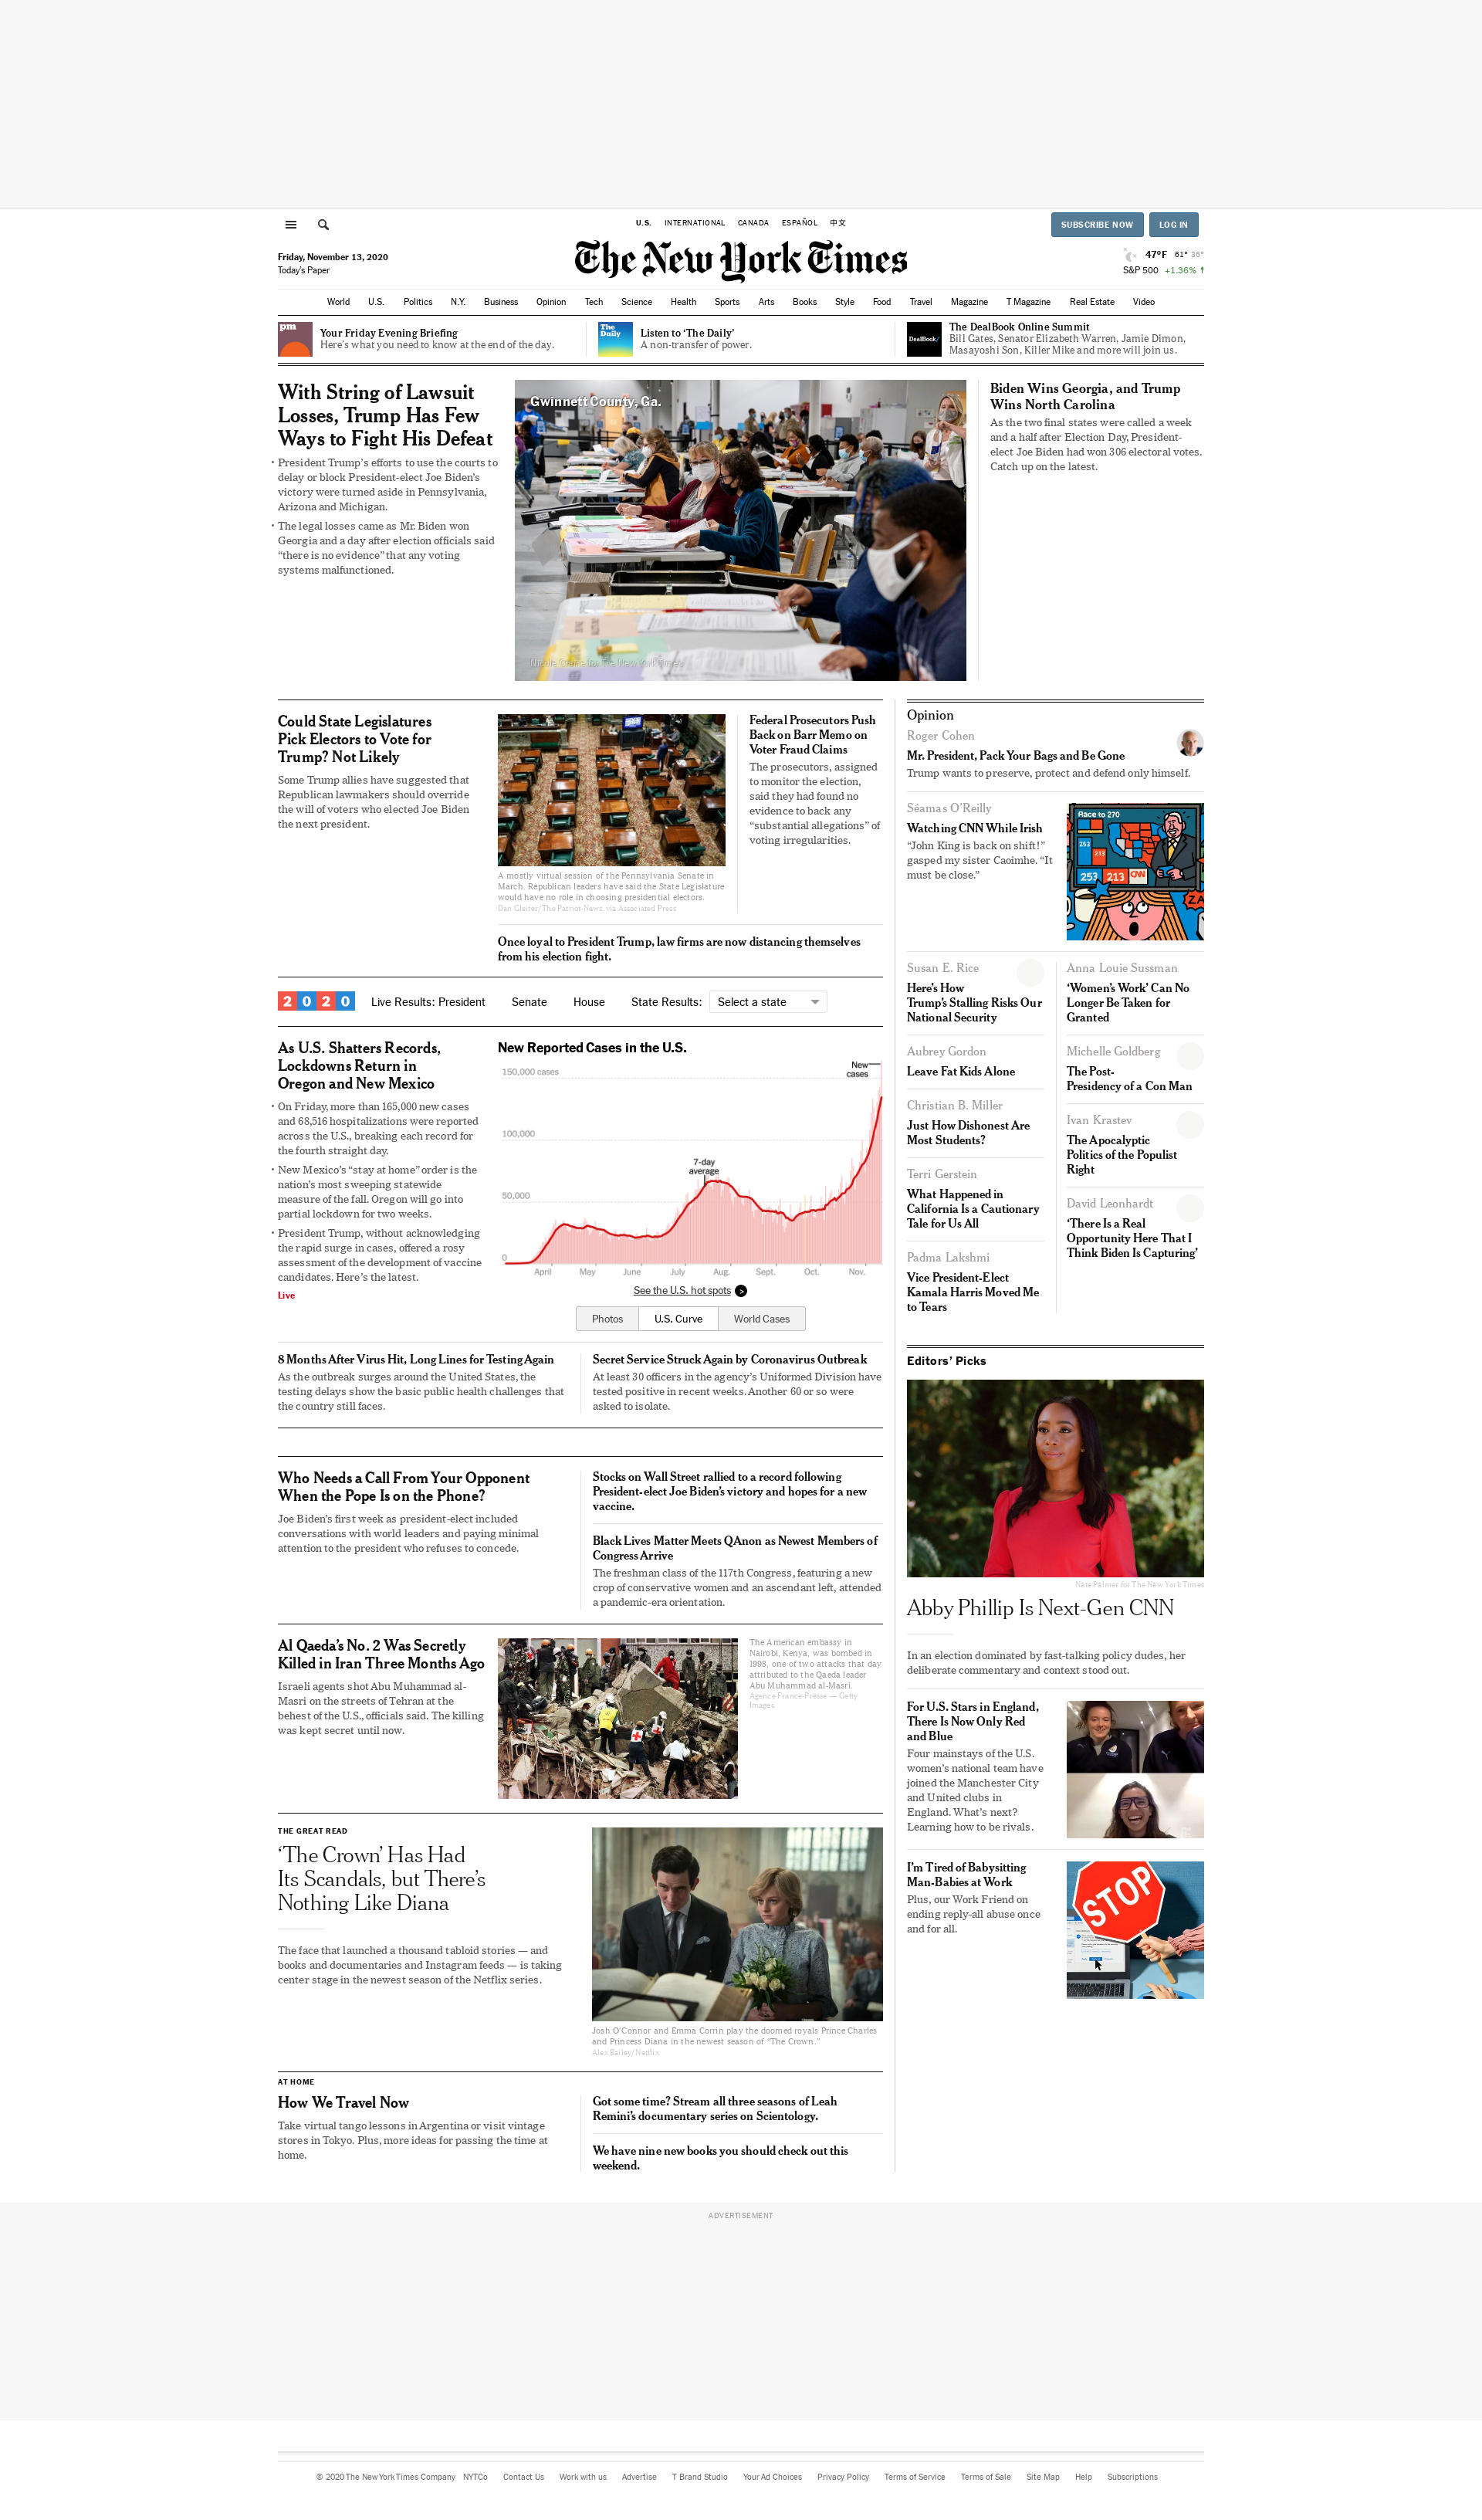 U.S. INTERNATIONAL CANADA ESPAÑOL 中文
SUBSCRIBE NOW LOG IN
Friday, November 13, 2020
Today's Paper
The New York Times
47°F 61° 36°
S&P 500 +1.36% ↑
World U.S. Politics N.Y. Business Opinion Tech Science Health Sports Arts Books Style Food Travel Magazine T Magazine Real Estate Video
pm
Your Friday Evening Briefing
Here's what you need to know at the end of the day.
The
Daily
Listen to ‘The Daily’
A non-transfer of power.
DealBook/
The DealBook Online Summit
Bill Gates, Senator Elizabeth Warren, Jamie Dimon,
Masayoshi Son, Killer Mike and more will join us.
With String of Lawsuit
Losses, Trump Has Few
Ways to Fight His Defeat
• President Trump’s efforts to use the courts to
delay or block President-elect Joe Biden’s
victory were turned aside in Pennsylvania,
Arizona and Michigan.
• The legal losses came as Mr. Biden won
Georgia and a day after election officials said
“there is no evidence” that any voting
systems malfunctioned.
Gwinnett County, Ga.
Biden Wins Georgia, and Trump
Wins North Carolina
As the two final states were called a week
and a half after Election Day, President-
elect Joe Biden had won 306 electoral votes.
Catch up on the latest.
Could State Legislatures
Pick Electors to Vote for
Trump? Not Likely
Some Trump allies have suggested that
Republican lawmakers should override
the will of voters who elected Joe Biden
the next president.
A mostly virtual session of the Pennsylvania Senate in
March. Republican leaders have said the State Legislature
would have no role in choosing presidential electors.
Dan Gleiter/The Patriot-News, via Associated Press
Federal Prosecutors Push
Back on Barr Memo on
Voter Fraud Claims
The prosecutors, assigned
to monitor the election,
said they had found no
evidence to back any
“substantial allegations” of
voting irregularities.
Once loyal to President Trump, law firms are now distancing themselves
from his election fight.
2020 Live Results: President Senate House State Results: Select a state
As U.S. Shatters Records,
Lockdowns Return in
Oregon and New Mexico
• On Friday, more than 165,000 new cases
and 68,516 hospitalizations were reported
across the U.S., breaking each record for
the fourth straight day.
• New Mexico’s “stay at home” order is the
nation’s most sweeping statewide
measure of the fall. Oregon will go into
partial lockdown for two weeks.
• President Trump, without acknowledging
the rapid surge in cases, offered a rosy
assessment of the development of vaccine
candidates. Here’s the latest.
Live
New Reported Cases in the U.S.
150,000 cases
New
cases
100,000
7-day
average
50,000
0
April May June July Aug. Sept. Oct. Nov.
See the U.S. hot spots >
Photos U.S. Curve World Cases
8 Months After Virus Hit, Long Lines for Testing Again
As the outbreak surges around the United States, the
testing delays show the basic public health challenges that
the country still faces.
Secret Service Struck Again by Coronavirus Outbreak
At least 30 officers in the agency’s Uniformed Division have
tested positive in recent weeks. Another 60 or so were
asked to isolate.
Who Needs a Call From Your Opponent
When the Pope Is on the Phone?
Joe Biden’s first week as president-elect included
conversations with world leaders and paying minimal
attention to the president who refuses to concede.
Stocks on Wall Street rallied to a record following
President-elect Joe Biden’s victory and hopes for a new
vaccine.
Black Lives Matter Meets QAnon as Newest Members of
Congress Arrive
The freshman class of the 117th Congress, featuring a new
crop of conservative women and an ascendant left, attended
a pandemic-era orientation.
Al Qaeda’s No. 2 Was Secretly
Killed in Iran Three Months Ago
Israeli agents shot Abu Muhammad al-
Masri on the streets of Tehran at the
behest of the U.S., officials said. The killing
was kept secret until now.
The American embassy in
Nairobi, Kenya, was bombed in
1998, one of two attacks that day
attributed to the Qaeda leader
Abu Muhammad al-Masri.
Agence France-Presse — Getty
Images
THE GREAT READ
‘The Crown’ Has Had
Its Scandals, but There’s
Nothing Like Diana
The face that launched a thousand tabloid stories — and
books and documentaries and Instagram feeds — is taking
center stage in the newest season of the Netflix series.
Josh O’Connor and Emma Corrin play the doomed royals Prince Charles
and Princess Diana in the newest season of “The Crown.”
Alex Bailey/Netflix
AT HOME
How We Travel Now
Take virtual tango lessons in Argentina or visit vintage
stores in Tokyo. Plus, more ideas for passing the time at
home.
Got some time? Stream all three seasons of Leah
Remini’s documentary series on Scientology.
We have nine new books you should check out this
weekend.
Opinion
Roger Cohen
Mr. President, Pack Your Bags and Be Gone
Trump wants to preserve, protect and defend only himself.
Séamas O’Reilly
Watching CNN While Irish
“John King is back on shift!”
gasped my sister Caoimhe. “It
must be close.”
Race to 270
253
213
253 213 CNN
ZA
Susan E. Rice
Here’s How
Trump’s Stalling Risks Our
National Security
Aubrey Gordon
Leave Fat Kids Alone
Christian B. Miller
Just How Dishonest Are
Most Students?
Terri Gerstein
What Happened in
California Is a Cautionary
Tale for Us All
Padma Lakshmi
Vice President-Elect
Kamala Harris Moved Me
to Tears
Anna Louie Sussman
‘Women’s Work’ Can No
Longer Be Taken for
Granted
Michelle Goldberg
The Post-
Presidency of a Con Man
Ivan Krastev
The Apocalyptic
Politics of the Populist
Right
David Leonhardt
‘There Is a Real
Opportunity Here That I
Think Biden Is Capturing’
Editors’ Picks
Nate Palmer for The New York Times
Abby Phillip Is Next-Gen CNN
In an election dominated by fast-talking policy dudes, her
deliberate commentary and context stood out.
For U.S. Stars in England,
There Is Now Only Red
and Blue
Four mainstays of the U.S.
women’s national team have
joined the Manchester City
and United clubs in
England. What’s next?
Learning how to be rivals.
I’m Tired of Babysitting
Man-Babies at Work
Plus, our Work Friend on
ending reply-all abuse once
and for all.
STOP
ADVERTISEMENT
© 2020 The New York Times Company NYTCo Contact Us Work with us Advertise T Brand Studio Your Ad Choices Privacy Policy Terms of Service Terms of Sale Site Map Help Subscriptions